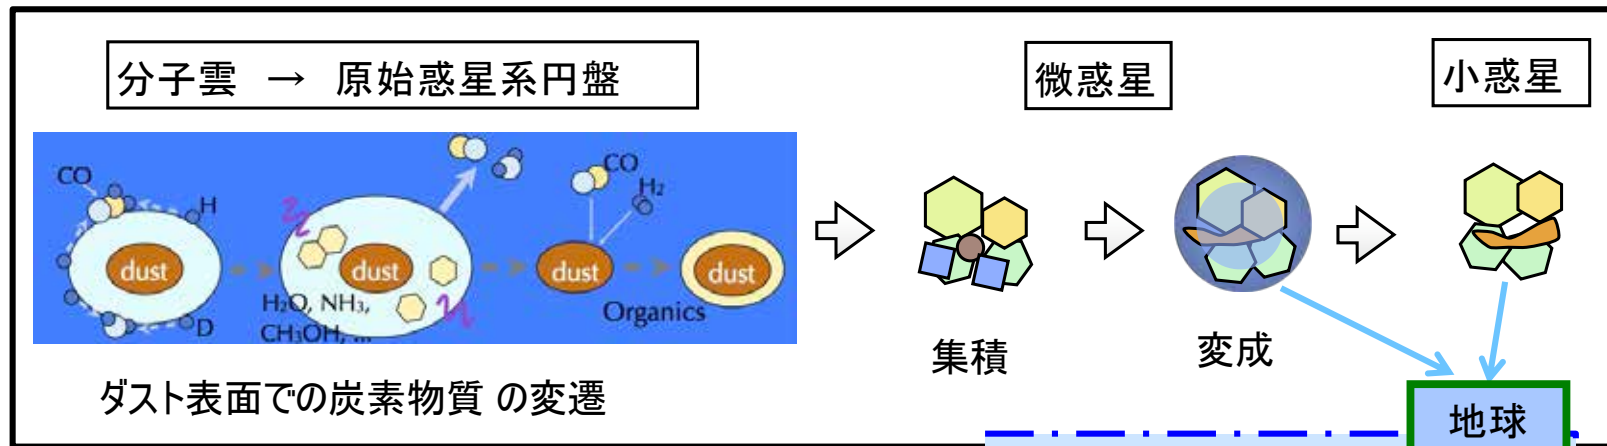 分子雲 → 原始惑星系円盤
微惑星
小惑星
CO
H
D
dust
dust
H₂O, NH₃,
CH₃OH, ...
CO
H₂
dust
dust
Organics
集積
変成
ダスト表面での炭素物質 の変遷
地球